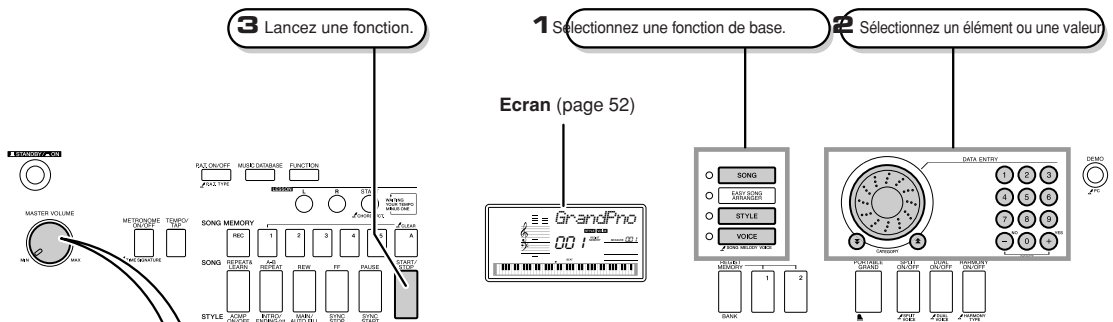 3 Lancez une fonction.
1 Sélectionnez une fonction de base.
2 Sélectionnez un élément ou une valeur
Ecran (page 52)
STANDBY/ ON
MASTER VOLUME
MIN MAX
METRONOME ON/OFF
TIME SIGNATURE
TEMPO/ TAP
PAT. ON/OFF
PAT. TYPE
MUSIC DATABASE
FUNCTION
LESSON
L R
WAITING
YOUR TEMPO
MINUS ONE
SONG MEMORY
CLEAR
REC 1 2 3 4 5 A
SONG
REPEAT& LEARN
A-B REPEAT
REW
FF
PAUSE
START/ STOP
STYLE
ACMP ON/OFF
INTRO/
MAIN/ AUTO FILL
SYNC STOP
SYNC START
GrandPno
001
MEASURE 001
SONG
EASY SONG ARRANGER
STYLE
VOICE
SONG MELODY VOICE
REGIST MEMORY
BANK
1 2
DATA ENTRY
CATEGORY
1 2 3
4 5 6
7 8 9
NO YES
- 0 +
DEMO
PC
PORTABLE GRAND
SPLIT ON/OFF
SPLIT VOICE
DUAL ON/OFF
DUAL VOICE
HARMONY ON/OFF
HARMONY TYPE